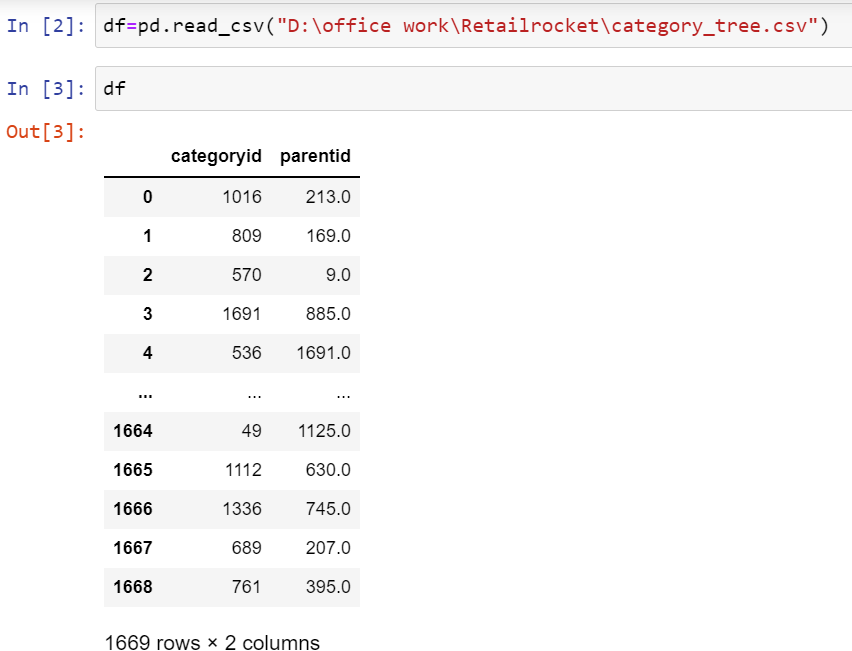 In [2]: df=pd.read_csv("D:\office work\Retailrocket\category_tree.csv")
In [3]: df
Out[3]:
categoryid parentid
0 1016 213.0
1 809 169.0
2 570 9.0
3 1691 885.0
4 536 1691.0
... ... ...
1664 49 1125.0
1665 1112 630.0
1666 1336 745.0
1667 689 207.0
1668 761 395.0
1669 rows × 2 columns